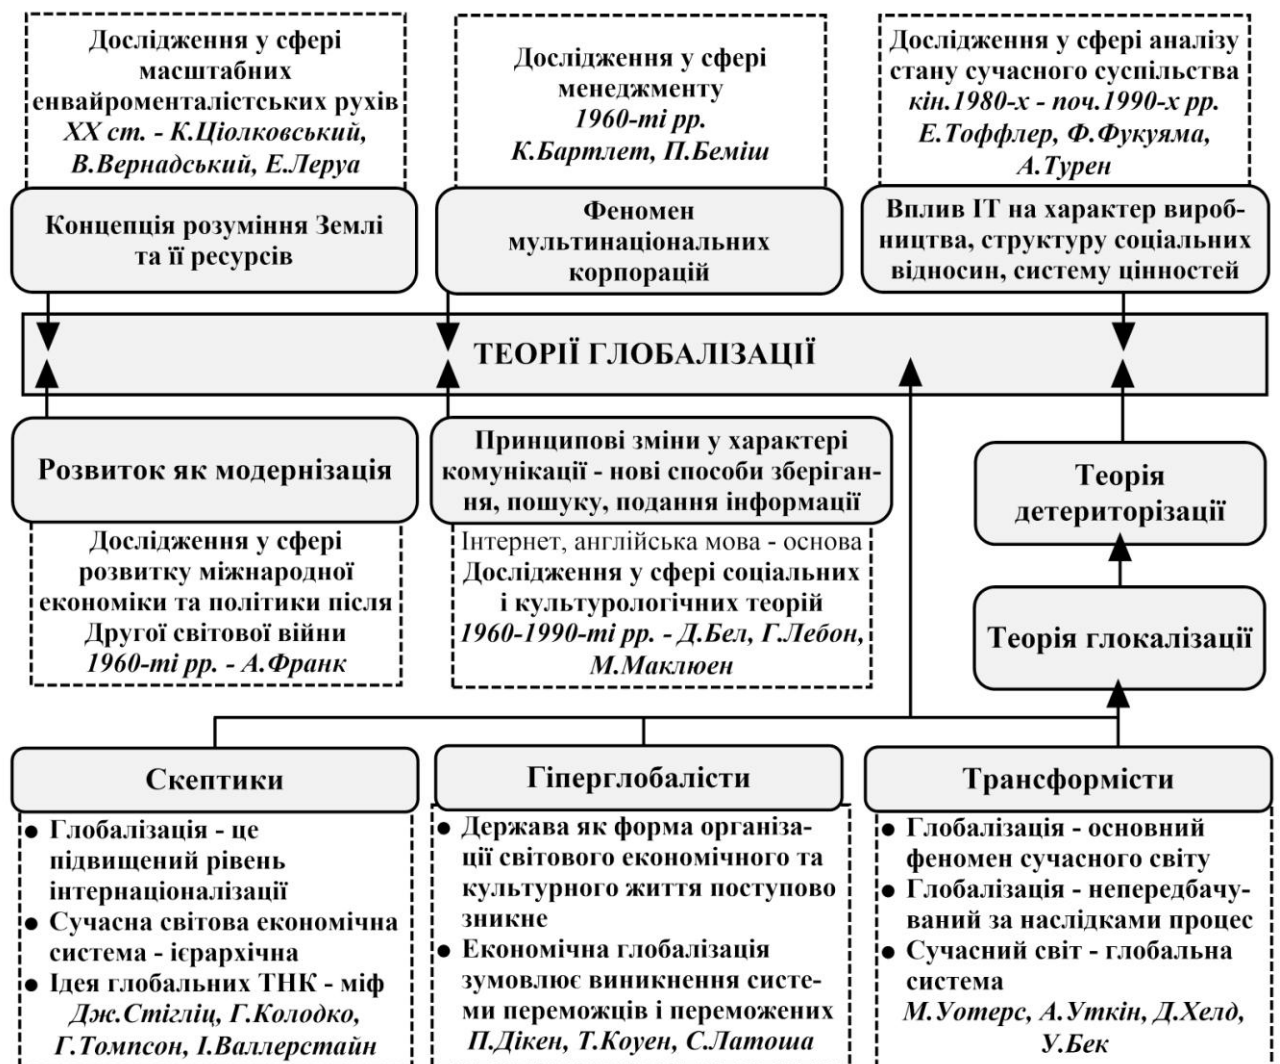 Дослідження у сфері
масштабних
енвайроменталістських рухів
XX ст. - К.Ціолковський,
В.Вернадський, Е.Леруа
Концепція розуміння Землі
та її ресурсів
Дослідження у сфері
менеджменту
1960-ті рр.
К.Бартлет, П.Беміш
Феномен
мультинаціональних
корпорацій
Дослідження у сфері аналізу
стану сучасного суспільства
кін.1980-х - поч.1990-х рр.
Е.Тоффлер, Ф.Фукуяма,
А.Турен
Вплив ІТ на характер вироб-
ництва, структуру соціальних
відносин, систему цінностей
ТЕОРІЇ ГЛОБАЛІЗАЦІЇ
Розвиток як модернізація
Дослідження у сфері
розвитку міжнародної
економіки та політики після
Другої світової війни
1960-ті рр. - А.Франк
Принципові зміни у характері
комунікації - нові способи зберіган-
ня, пошуку, подання інформації
Інтернет, англійська мова - основа
Дослідження у сфері соціальних
і культурологічних теорій
1960-1990-ті рр. - Д.Бел, Г.Лебон,
М.Маклюен
Теорія
детериторізації
Теорія глокалізації
Скептики
● Глобалізація - це
підвищений рівень
інтернаціоналізації
● Сучасна світова економічна
система - ієрархічна
● Ідея глобальних ТНК - міф
Дж.Стігліц, Г.Колодко,
Г.Томпсон, І.Валлерстайн
Гіперглобалісти
● Держава як форма організа-
ції світового економічного та
культурного життя поступово
зникне
● Економічна глобалізація
зумовлює виникнення систе-
ми переможців і переможених
П.Дікен, Т.Коуен, С.Латоша
Трансформісти
● Глобалізація - основний
феномен сучасного світу
● Глобалізація - непередбачу-
ваний за наслідками процес
● Сучасний світ - глобальна
система
М.Уотерс, А.Уткін, Д.Хелд,
У.Бек